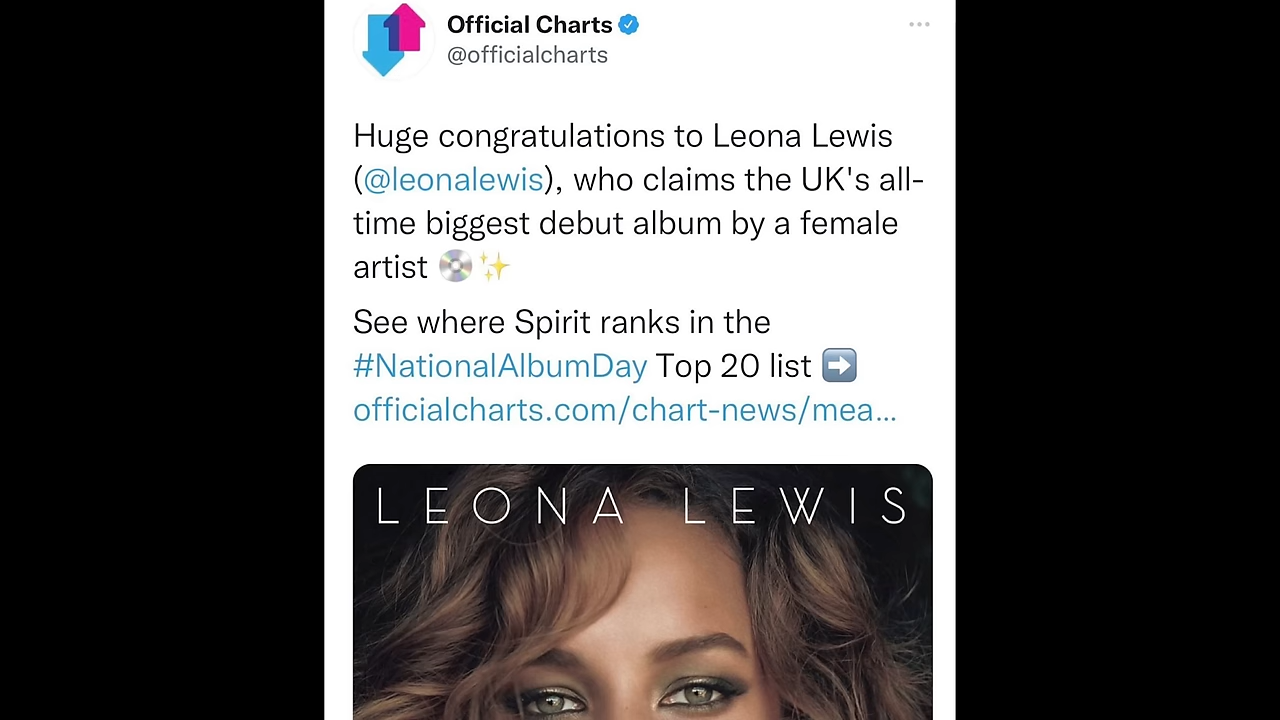 Official Charts
@officialcharts
Huge congratulations to Leona Lewis
(@leonalewis), who claims the UK's all-
time biggest debut album by a female
artist 💿✨
See where Spirit ranks in the
#NationalAlbumDay Top 20 list ➡️
officialcharts.com/chart-news/mea...
LEONA LEWIS